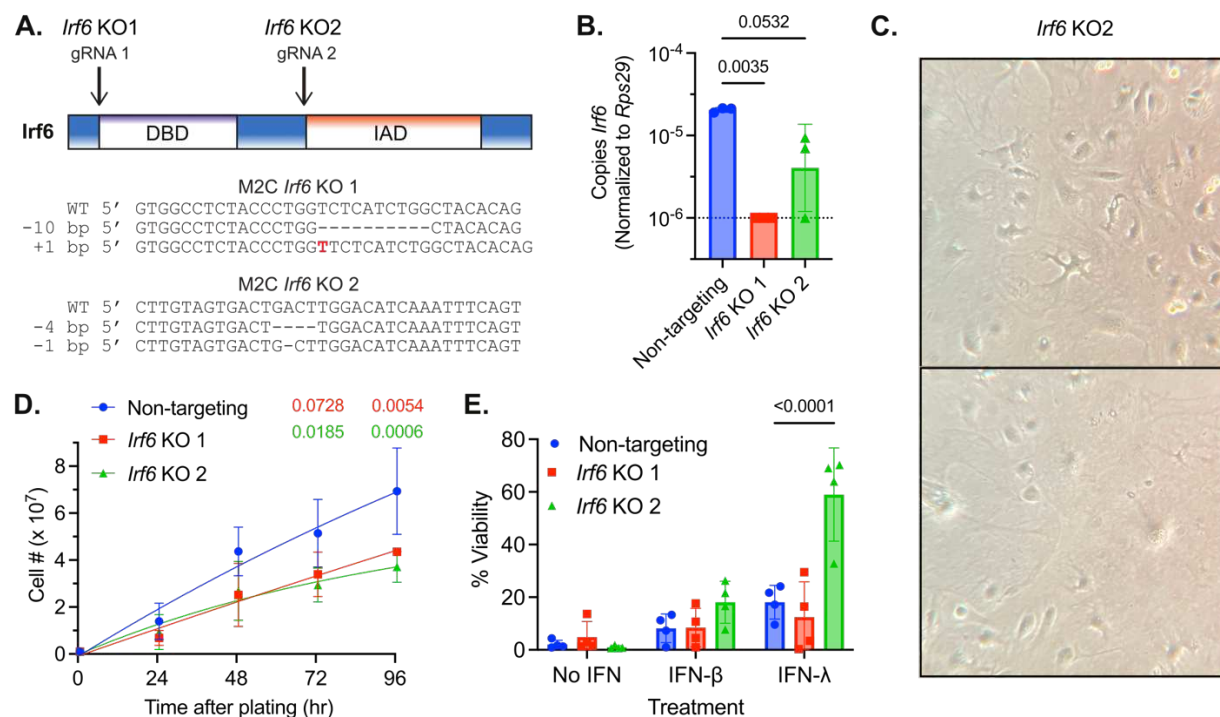 A.
Irf6 KO1
gRNA 1
Irf6 KO2
gRNA 2
Irf6
DBD
IAD
M2C Irf6 KO 1
WT 5' GTGGCCTCTACCCTGGTCTCATCTGGCTACACAG
-10 bp 5' GTGGCCTCTACCCTGG-----------CTACACAG
+1 bp 5' GTGGCCTCTACCCTGGTTCTCATCTGGCTACACAG
M2C Irf6 KO 2
WT 5' CTTGTAGTGACTGACTTGGACATCAAATTTCAGT
-4 bp 5' CTTGTAGTGACT----TGGACATCAAATTTCAGT
-1 bp 5' CTTGTAGTGACTG-CTTGGACATCAAATTTCAGT
B.
0.0532
0.0035
Copies Irf6
(Normalized to Rps29)
10-4
10-5
10-6
Non-targeting
Irf6 KO 1
Irf6 KO 2
C.
Irf6 KO2
D.
Non-targeting
Irf6 KO 1
Irf6 KO 2
0.0728 0.0054
0.0185 0.0006
Cell # (x 10⁷)
8
6
4
2
0
0 24 48 72 96
Time after plating (hr)
E.
<0.0001
Non-targeting
Irf6 KO 1
Irf6 KO 2
% Viability
80
60
40
20
0
No IFN IFN-β IFN-λ
Treatment